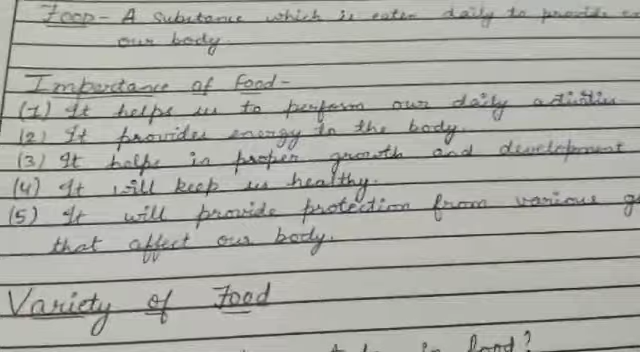 Food - A substance which is eaten daily to provide
our body
Importance of Food-
(1) It helps us to perform our daily activities
(2) It provides energy to the body.
(3) It helps in proper growth and development
(4) It will keep us healthy.
(5) It will provide protection from various
that affect our body.
Variety of Food
in food?